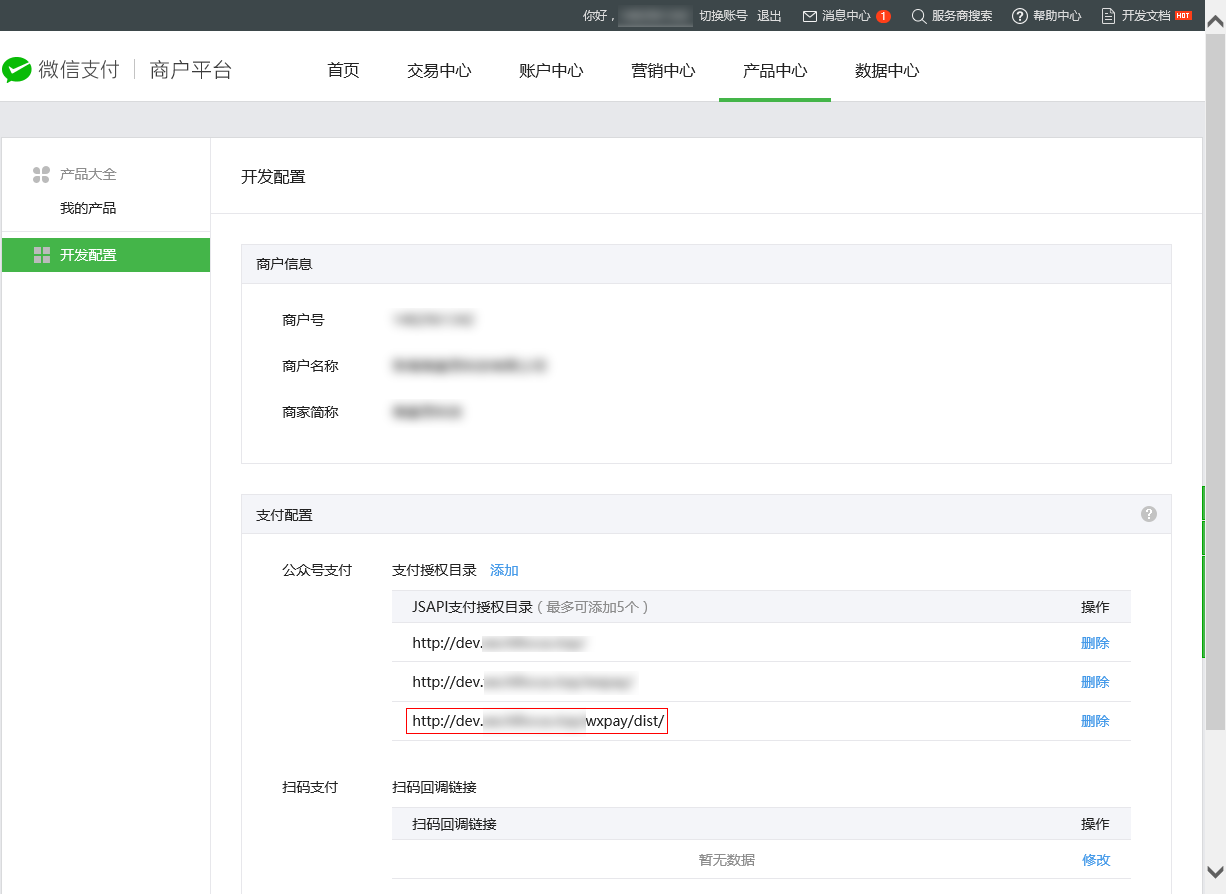 你好， 切换账号 退出 消息中心 1 服务商搜索 帮助中心 开发文档 HOT
微信支付 商户平台 首页 交易中心 账户中心 营销中心 产品中心 数据中心
产品大全
我的产品
开发配置
开发配置
商户信息
商户号
商户名称
商家简称
支付配置 ?
公众号支付 支付授权目录 添加
JSAPI支付授权目录（最多可添加5个） 操作
http://dev. 删除
http://dev. 删除
http://dev. wxpay/dist/ 删除
扫码支付 扫码回调链接
扫码回调链接 操作
暂无数据 修改